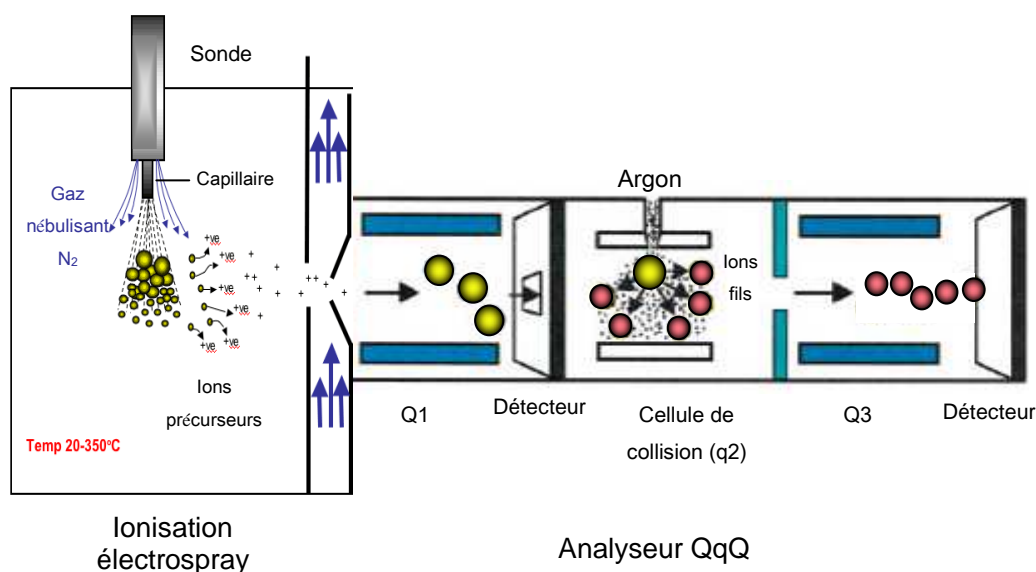 Sonde
Capillaire
Gaz
nébulisant
N2
+ve
+ve
+ve
+ve
+ve
+ve
Ions
précurseurs
Temp 20-350°C
Ionisation
électrospray
Argon
Ions
fils
Q1
Détecteur
Cellule de
collision (q2)
Q3
Détecteur
Analyseur QqQ